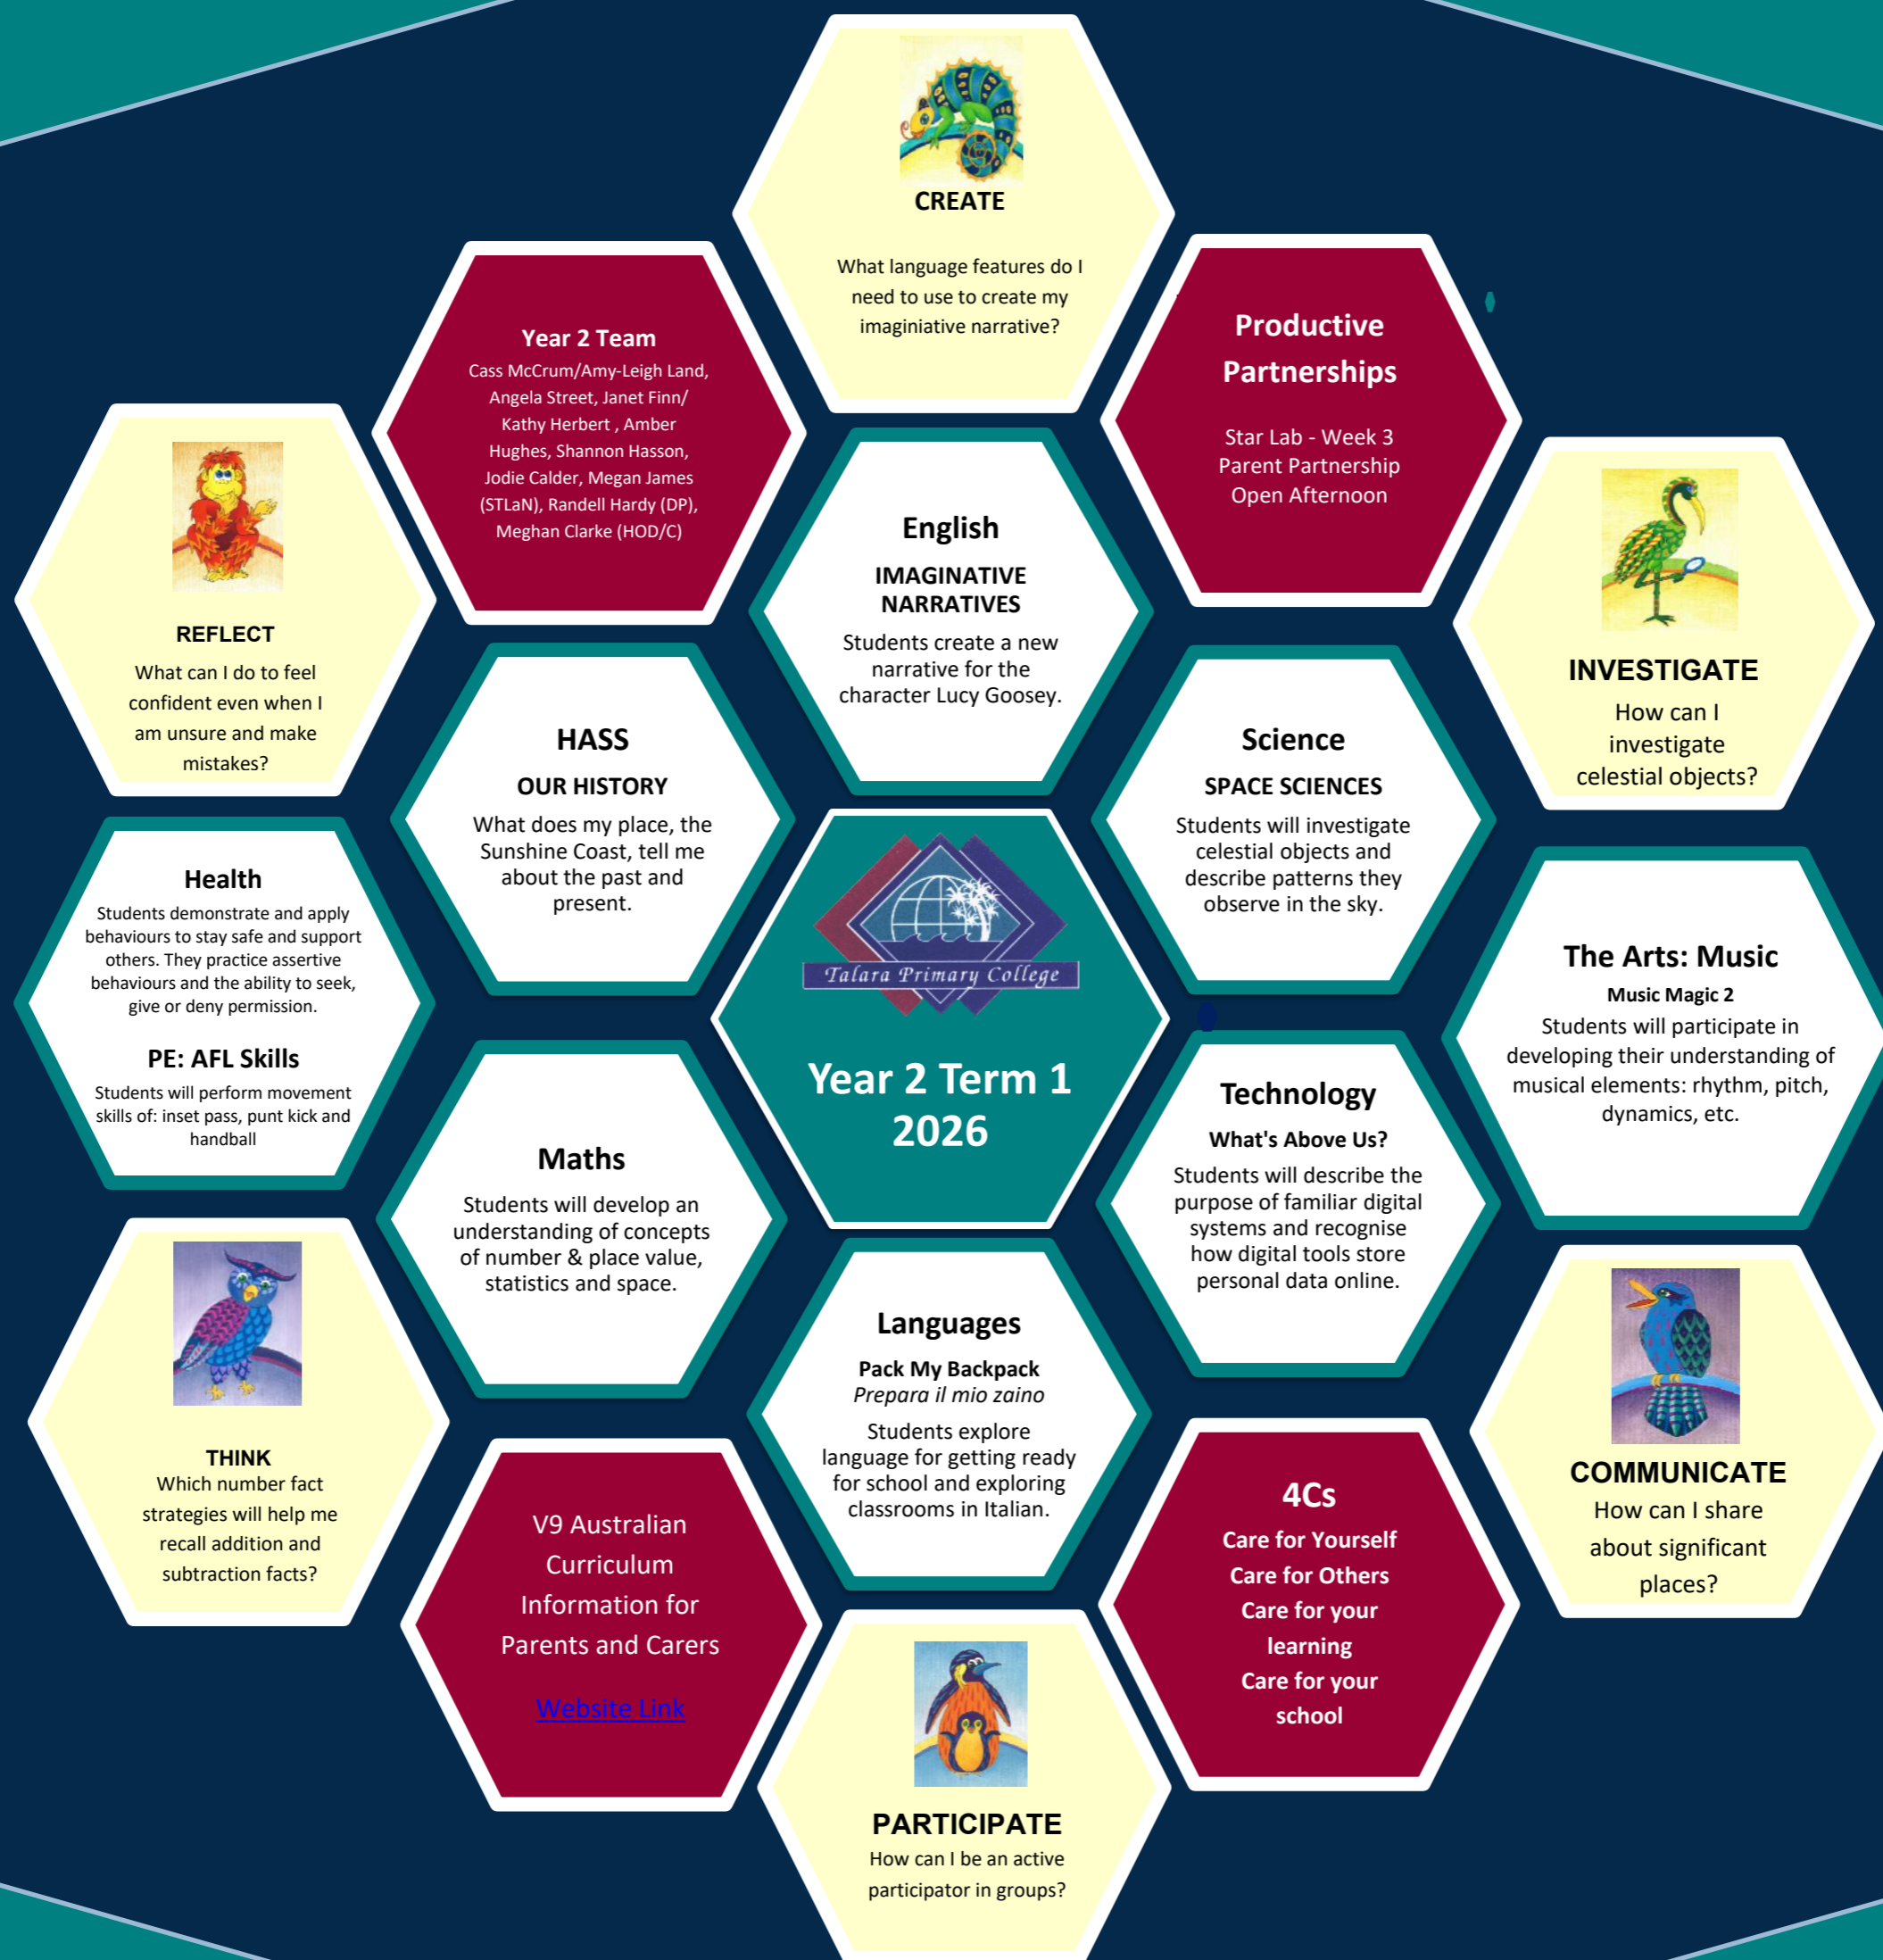 CREATE
What language features do I
need to use to create my
imaginiative narrative?
Year 2 Team
Cass McCrum/Amy-Leigh Land,
Angela Street, Janet Finn/
Kathy Herbert , Amber
Hughes, Shannon Hasson,
Jodie Calder, Megan James
(STLaN), Randell Hardy (DP),
Meghan Clarke (HOD/C)
Productive
Partnerships
Star Lab - Week 3
Parent Partnership
Open Afternoon
REFLECT
What can I do to feel
confident even when I
am unsure and make
mistakes?
English
IMAGINATIVE
NARRATIVES
Students create a new
narrative for the
character Lucy Goosey.
INVESTIGATE
How can I
investigate
celestial objects?
HASS
OUR HISTORY
What does my place, the
Sunshine Coast, tell me
about the past and
present.
Science
SPACE SCIENCES
Students will investigate
celestial objects and
describe patterns they
observe in the sky.
Health
Students demonstrate and apply
behaviours to stay safe and support
others. They practice assertive
behaviours and the ability to seek,
give or deny permission.
PE: AFL Skills
Students will perform movement
skills of: inset pass, punt kick and
handball
Talara Primary College
Year 2 Term 1
2026
The Arts: Music
Music Magic 2
Students will participate in
developing their understanding of
musical elements: rhythm, pitch,
dynamics, etc.
Maths
Students will develop an
understanding of concepts
of number & place value,
statistics and space.
Technology
What's Above Us?
Students will describe the
purpose of familiar digital
systems and recognise
how digital tools store
personal data online.
THINK
Which number fact
strategies will help me
recall addition and
subtraction facts?
Languages
Pack My Backpack
Prepara il mio zaino
Students explore
language for getting ready
for school and exploring
classrooms in Italian.
COMMUNICATE
How can I share
about significant
places?
V9 Australian
Curriculum
Information for
Parents and Carers
Website Link
4Cs
Care for Yourself
Care for Others
Care for your
learning
Care for your
school
PARTICIPATE
How can I be an active
participator in groups?